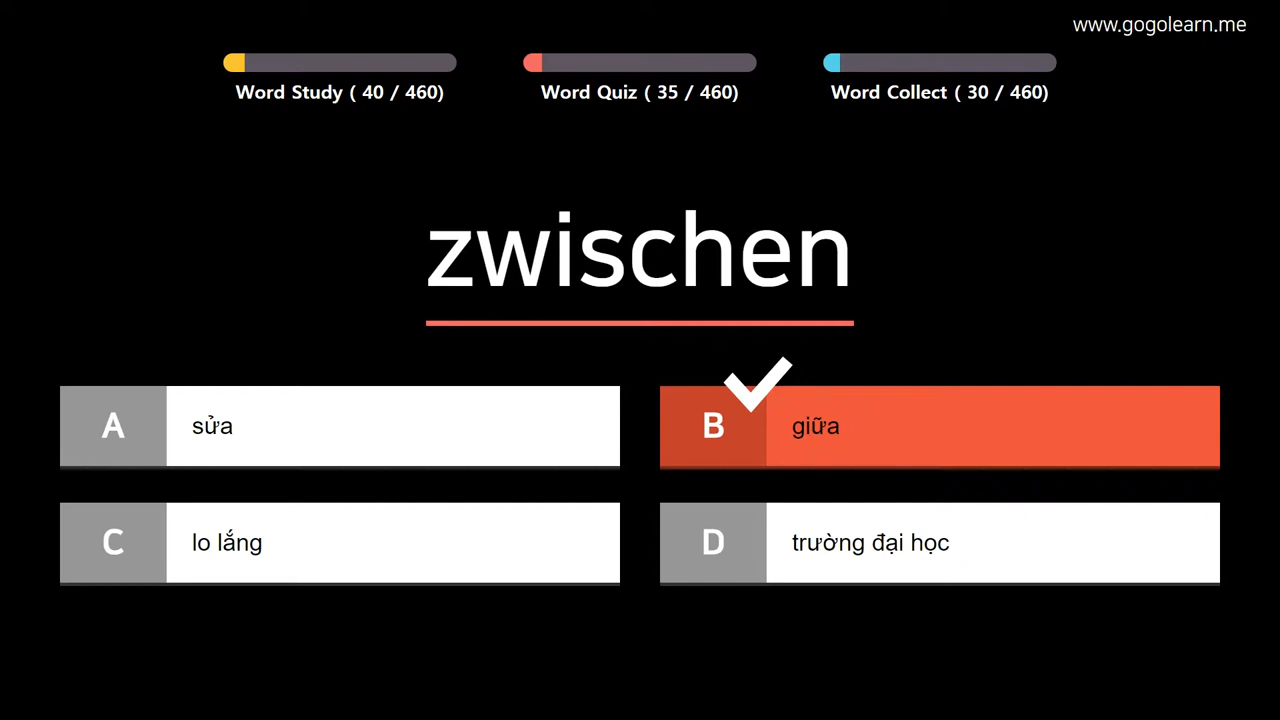 www.gogolearn.me
Word Study ( 40 / 460)
Word Quiz ( 35 / 460)
Word Collect ( 30 / 460)
zwischen
A sửa
B giữa
C lo lắng
D trường đại học